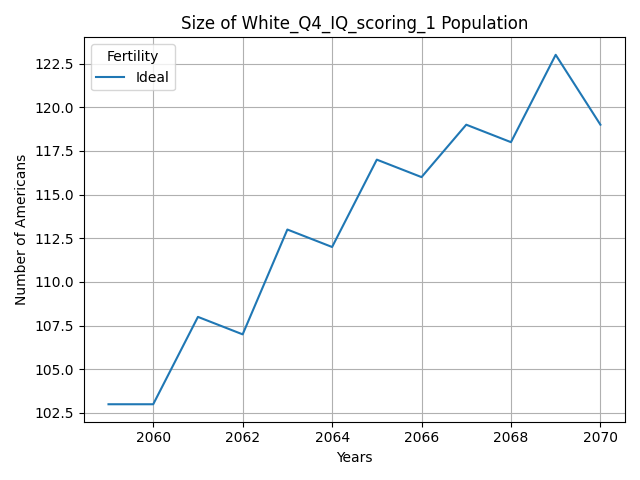 Size of White_Q4_IQ_scoring_1 Population
Fertility
Ideal
Number of Americans
122.5
120.0
117.5
115.0
112.5
110.0
107.5
105.0
102.5
2060 2062 2064 2066 2068 2070
Years